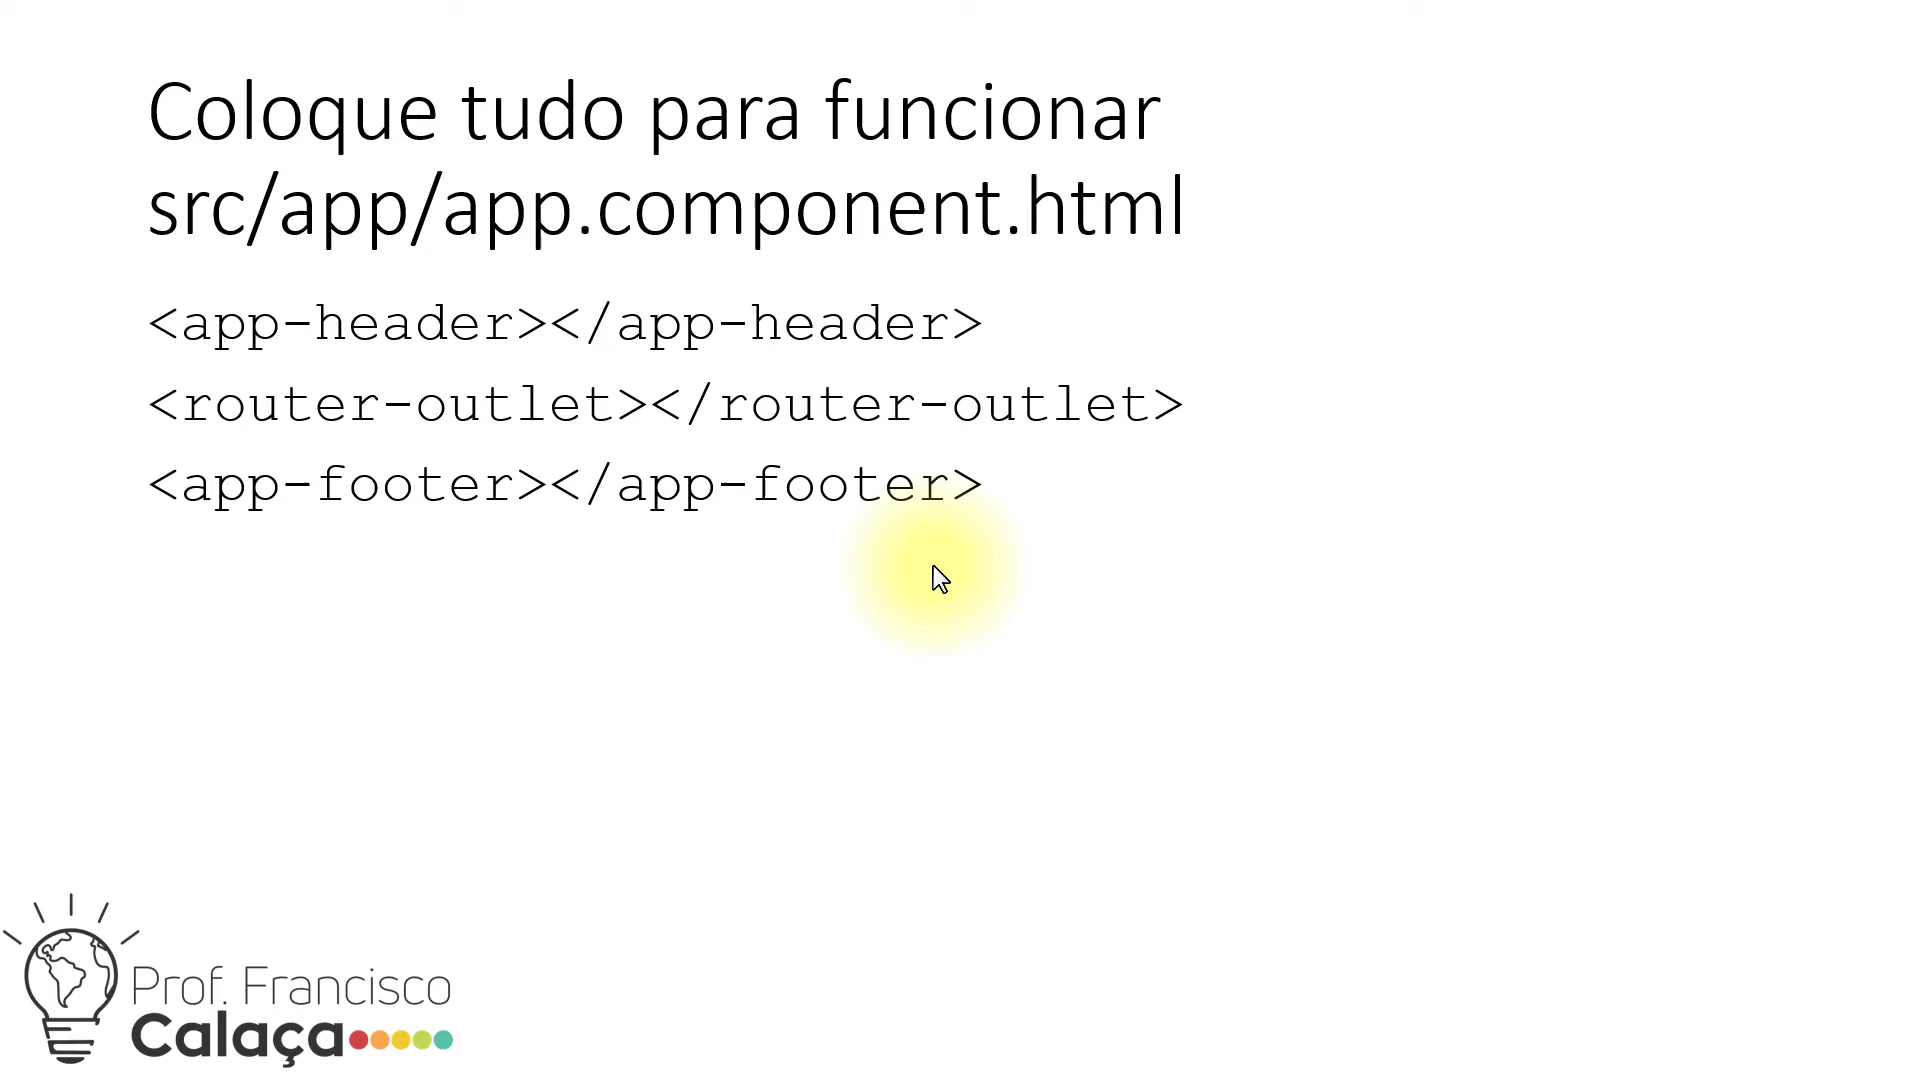 Coloque tudo para funcionar
src/app/app.component.html
<app-header></app-header>
<router-outlet></router-outlet>
<app-footer></app-footer>
Prof. Francisco
Calaça